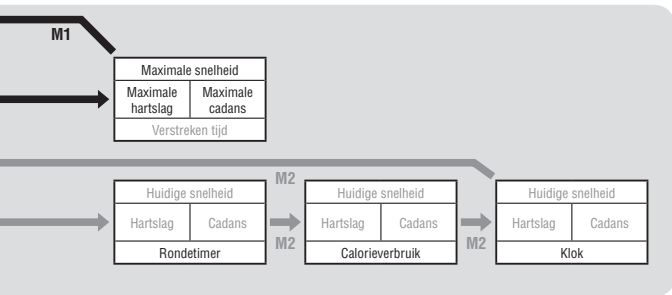 M1
Maximale snelheid
Maximale hartslag
Maximale cadans
Verstreken tijd
M2
Huidige snelheid
Hartslag
Cadans
Rondetimer
M2
Huidige snelheid
Hartslag
Cadans
Calorieverbruik
M2
Huidige snelheid
Hartslag
Cadans
Klok